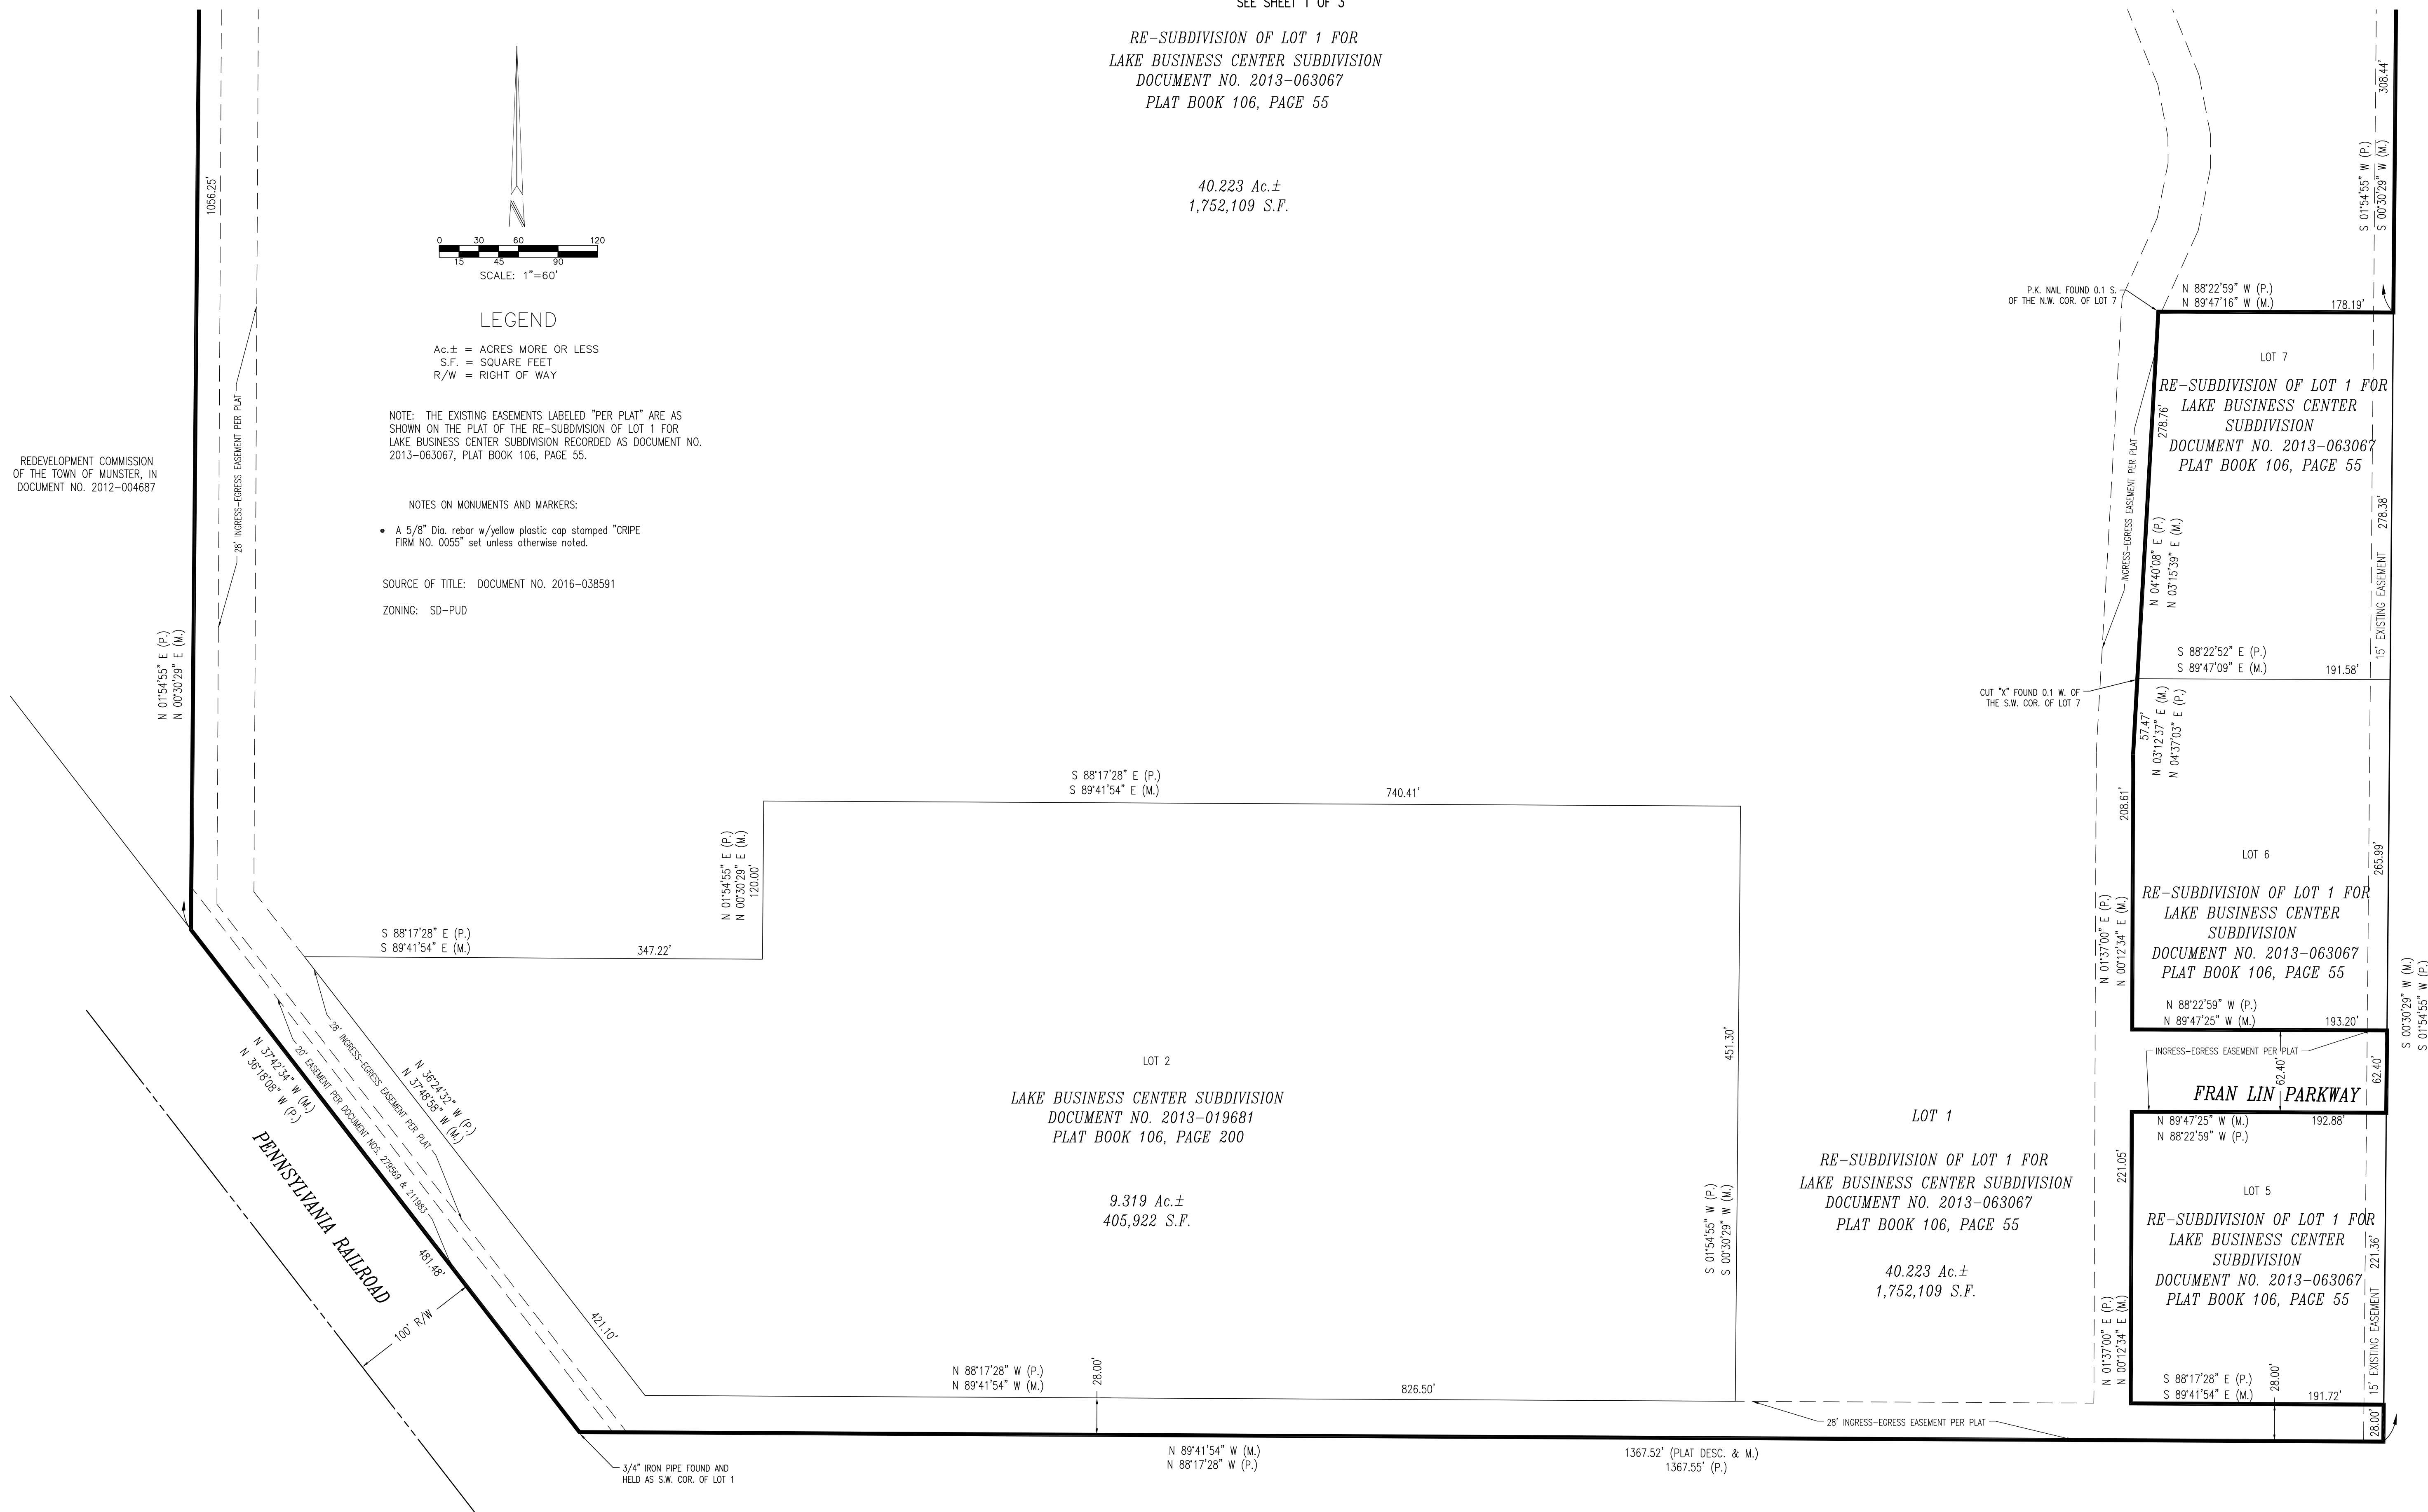 SEE SHEET 1 OF 3
RE-SUBDIVISION OF LOT 1 FOR
LAKE BUSINESS CENTER SUBDIVISION
DOCUMENT NO. 2013-063067
PLAT BOOK 106, PAGE 55
40.223 Ac.±
1,752,109 S.F.
1056.25'
0 30 60 120
15 45 90
SCALE: 1"=60'
LEGEND
Ac.± = ACRES MORE OR LESS
S.F. = SQUARE FEET
R/W = RIGHT OF WAY
NOTE: THE EXISTING EASEMENTS LABELED "PER PLAT" ARE AS
SHOWN ON THE PLAT OF THE RE-SUBDIVISION OF LOT 1 FOR
LAKE BUSINESS CENTER SUBDIVISION RECORDED AS DOCUMENT NO.
2013-063067, PLAT BOOK 106, PAGE 55.
NOTES ON MONUMENTS AND MARKERS:
• A 5/8" Dia. rebar w/yellow plastic cap stamped "CRIPE
FIRM NO. 0055" set unless otherwise noted.
SOURCE OF TITLE: DOCUMENT NO. 2016-038591
ZONING: SD-PUD
REDEVELOPMENT COMMISSION
OF THE TOWN OF MUNSTER, IN
DOCUMENT NO. 2012-004687
28' INGRESS-EGRESS EASEMENT PER PLAT
N 01°54'55" E (P.)
N 00°30'29" E (M.)
308.44'
S 01°54'55" W (P.)
S 00°30'29" W (M.)
P.K. NAIL FOUND 0.1 S.
OF THE N.W. COR. OF LOT 7
N 88°22'59" W (P.)
N 89°47'16" W (M.)
178.19'
LOT 7
RE-SUBDIVISION OF LOT 1 FOR
LAKE BUSINESS CENTER
SUBDIVISION
DOCUMENT NO. 2013-063067
PLAT BOOK 106, PAGE 55
278.76'
INGRESS-EGRESS EASEMENT PER PLAT
N 04°40'08" E (P.)
N 03°15'39" E (M.)
278.38'
15' EXISTING EASEMENT
S 88°22'52" E (P.)
S 89°47'09" E (M.)
191.58'
CUT "X" FOUND 0.1 W. OF
THE S.W. COR. OF LOT 7
57.47'
N 03°12'37" E (M.)
N 04°37'03" E (P.)
208.61'
LOT 6
265.99'
RE-SUBDIVISION OF LOT 1 FOR
LAKE BUSINESS CENTER
SUBDIVISION
DOCUMENT NO. 2013-063067
PLAT BOOK 106, PAGE 55
N 01°37'00" E (P.)
N 00°12'34" E (M.)
N 88°22'59" W (P.)
N 89°47'25" W (M.)
193.20'
S 00°30'29" W (M.)
S 01°54'55" W (P.)
INGRESS-EGRESS EASEMENT PER PLAT
62.40'
62.40'
FRAN LIN PARKWAY
N 89°47'25" W (M.)
N 88°22'59" W (P.)
192.88'
221.05'
LOT 5
RE-SUBDIVISION OF LOT 1 FOR
LAKE BUSINESS CENTER
SUBDIVISION
DOCUMENT NO. 2013-063067
PLAT BOOK 106, PAGE 55
221.36'
15' EXISTING EASEMENT
N 01°37'00" E (P.)
N 00°12'34" E (M.)
S 88°17'28" E (P.)
S 89°41'54" E (M.)
191.72'
28.00'
28.00'
S 88°17'28" E (P.)
S 89°41'54" E (M.)
740.41'
N 01°54'55" E (P.)
N 00°30'29" E (M.)
120.00'
S 88°17'28" E (P.)
S 89°41'54" E (M.)
347.22'
28' INGRESS-EGRESS EASEMENT PER PLAT
N 36°24'32" W (P.)
N 37°48'58" W (M.)
20' EASEMENT PER DOCUMENT NOS. 279569 & 211983
N 37°42'34" W (M.)
N 36°18'08" W (P.)
PENNSYLVANIA RAILROAD
481.48'
100' R/W
421.10'
LOT 2
LAKE BUSINESS CENTER SUBDIVISION
DOCUMENT NO. 2013-019681
PLAT BOOK 106, PAGE 200
9.319 Ac.±
405,922 S.F.
451.30'
S 01°54'55" W (P.)
S 00°30'29" W (M.)
LOT 1
RE-SUBDIVISION OF LOT 1 FOR
LAKE BUSINESS CENTER SUBDIVISION
DOCUMENT NO. 2013-063067
PLAT BOOK 106, PAGE 55
40.223 Ac.±
1,752,109 S.F.
N 88°17'28" W (P.)
N 89°41'54" W (M.)
28.00'
826.50'
28' INGRESS-EGRESS EASEMENT PER PLAT
N 89°41'54" W (M.)
N 88°17'28" W (P.)
1367.52' (PLAT DESC. & M.)
1367.55' (P.)
3/4" IRON PIPE FOUND AND
HELD AS S.W. COR. OF LOT 1